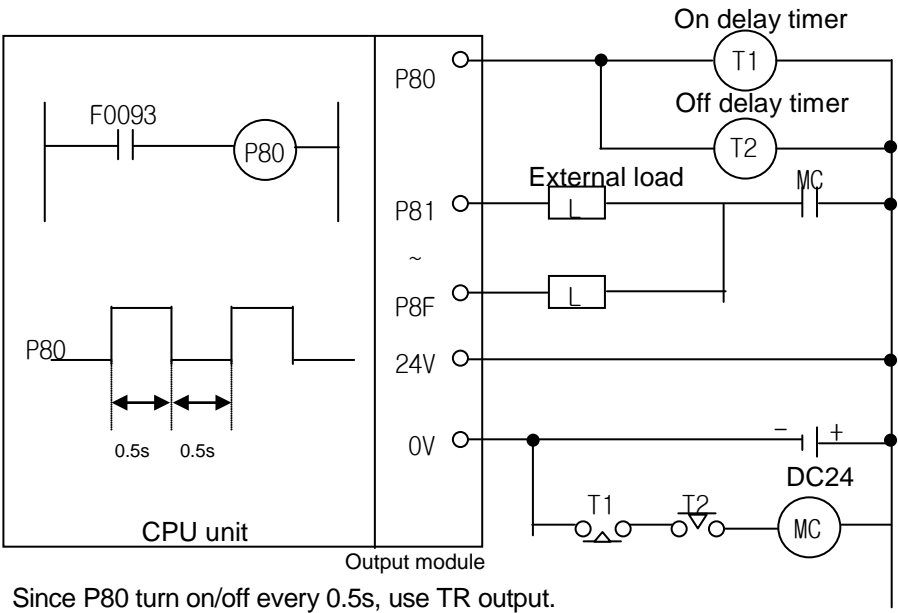 On delay timer
T1
P80
Off delay timer
T2
F0093
P80
External load
MC
L
P81
~
L
P8F
P80
24V
0.5s 0.5s
0V
- +
DC24
T1 T2
MC
CPU unit
Output module
Since P80 turn on/off every 0.5s, use TR output.